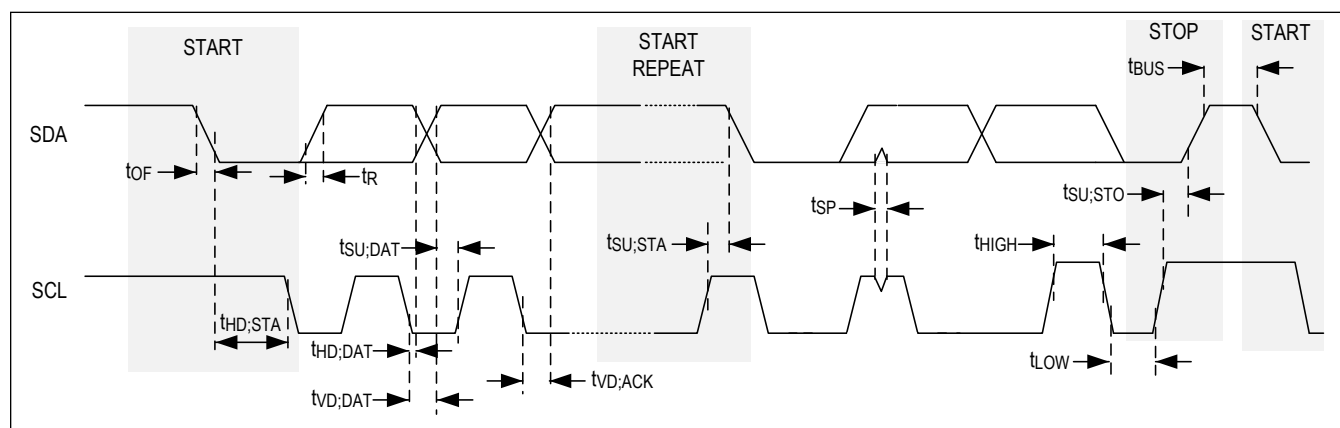 START
START
REPEAT
STOP
START
tBUS
SDA
tOF
tR
tSP
tSU;STO
tSU;DAT
tSU;STA
tHIGH
SCL
tHD;STA
tHD;DAT
tVD;ACK
tLOW
tVD;DAT